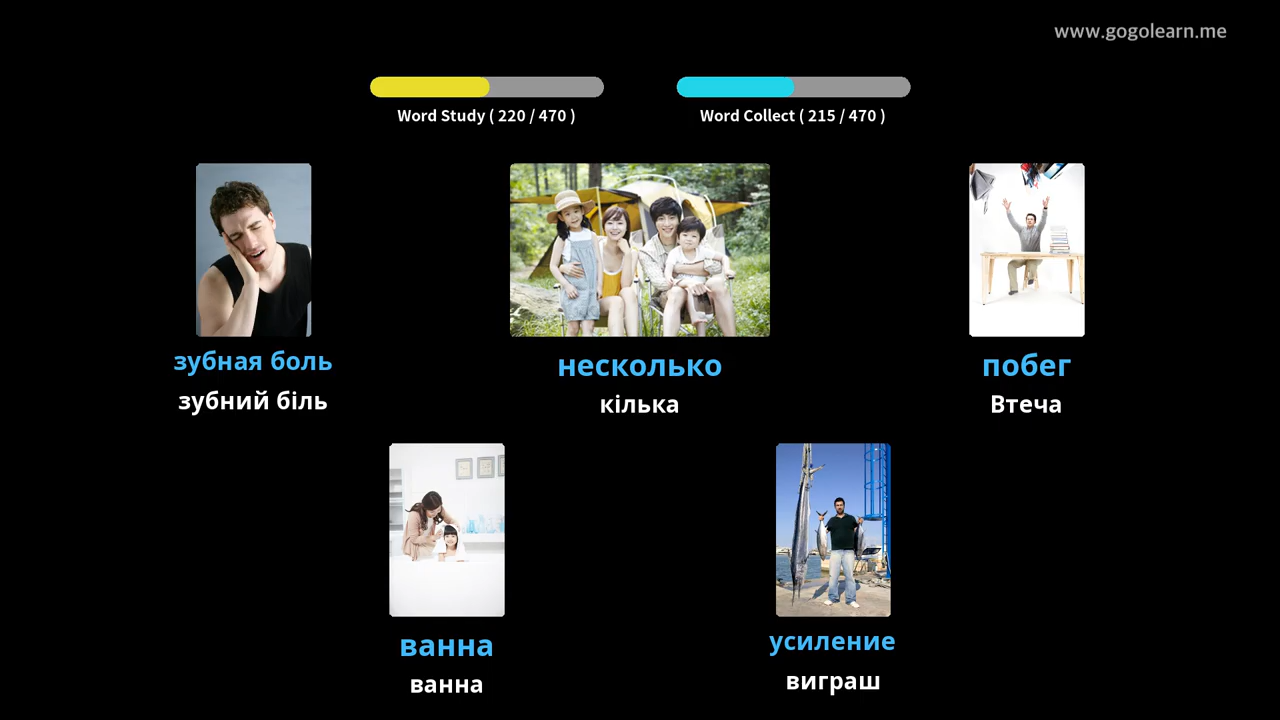 www.gogolearn.me
Word Study ( 220 / 470 )
Word Collect ( 215 / 470 )
зубная боль
зубний біль
несколько
кілька
побег
Втеча
ванна
ванна
усиление
виграш